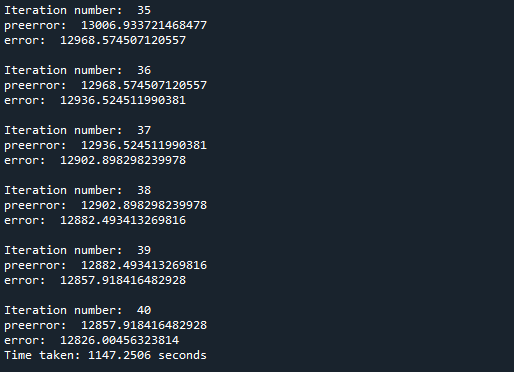 Iteration number:  35
preerror:  13006.933721468477
error:  12968.574507120557
Iteration number:  36
preerror:  12968.574507120557
error:  12936.524511990381
Iteration number:  37
preerror:  12936.524511990381
error:  12902.898298239978
Iteration number:  38
preerror:  12902.898298239978
error:  12882.493413269816
Iteration number:  39
preerror:  12882.493413269816
error:  12857.918416482928
Iteration number:  40
preerror:  12857.918416482928
error:  12826.00456323814
Time taken: 1147.2506 seconds